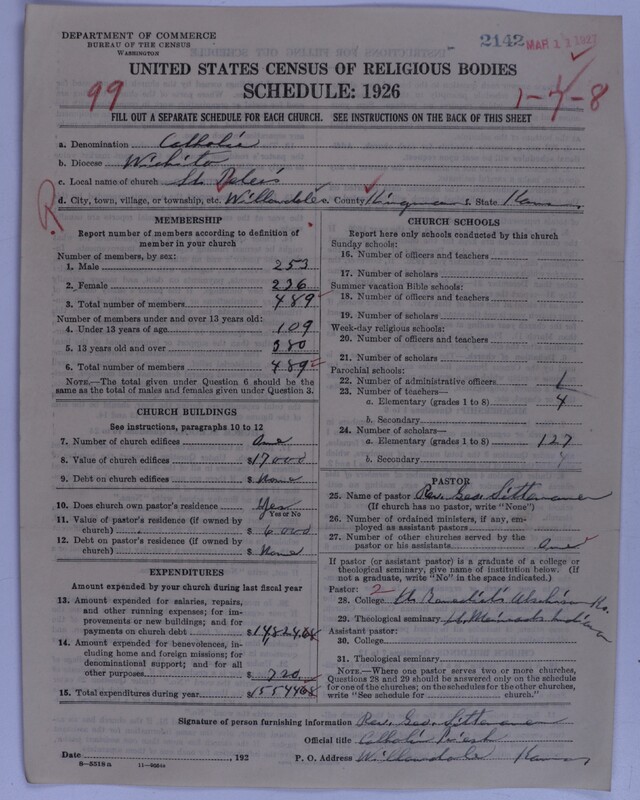 DEPARTMENT OF COMMERCE
BUREAU OF THE CENSUS
WASHINGTON
2142 MAR 11 1927
UNITED STATES CENSUS OF RELIGIOUS BODIES
SCHEDULE: 1926
99
1-7-8
FILL OUT A SEPARATE SCHEDULE FOR EACH CHURCH. SEE INSTRUCTIONS ON THE BACK OF THIS SHEET
a. Denomination Catholic
b. Diocese Wichita
c. Local name of church St. Peter's
R
d. City, town, village, or township, etc. Willowdale e. County Kingman f. State Kans
MEMBERSHIP
Report number of members according to definition of
member in your church
Number of members, by sex:
1. Male 253
2. Female 236
3. Total number of members 489
Number of members under and over 13 years old:
4. Under 13 years of age 109
5. 13 years old and over 380
6. Total number of members 489
NOTE.—The total given under Question 6 should be
same as the total of males and females given under Question 3.
CHURCH BUILDINGS
See instructions, paragraphs 10 to 12
7. Number of church edifices One
8. Value of church edifices $17000
9. Debt on church edifices $None
10. Does church own pastor's residence Yes
Yes or No
11. Value of pastor's residence (if owned by
church) $6000
12. Debt on pastor's residence (if owned by
church) $None
EXPENDITURES
Amount expended by your church during last fiscal year
13. Amount expended for salaries, repairs,
and other running expenses; for im-
provements or new buildings; and for
payments on church debt $14824.68
14. Amount expended for benevolences, in-
cluding home and foreign missions; for
denominational support; and for all
other purposes $720
15. Total expenditures during year $15544.68
CHURCH SCHOOLS
Report here only schools conducted by this church
Sunday schools:
16. Number of officers and teachers
17. Number of scholars
Summer vacation Bible schools:
18. Number of officers and teachers
19. Number of scholars
Week-day religious schools:
20. Number of officers and teachers
21. Number of scholars
Parochial schools:
22. Number of administrative officers 1
23. Number of teachers—
a. Elementary (grades 1 to 8) 4
b. Secondary
24. Number of scholars—
a. Elementary (grades 1 to 8) 127
b. Secondary
PASTOR
25. Name of pastor Rev. Geo. Sittenauer
(If church has no pastor, write "None")
26. Number of ordained ministers, if any, em-
ployed as assistant pastors
27. Number of other churches served by the
pastor or his assistants One
If pastor (or assistant pastor) is a graduate of a college or
theological seminary, give name of institution below. (If
not a graduate, write "No" in the space indicated.)
Pastor: 2
28. College St. Benedict's Atchison Ks.
29. Theological seminary St. Meinrads Indiana
Assistant pastor:
30. College
31. Theological seminary
NOTE.—Where one pastor serves two or more churches,
Questions 28 and 29 should be answered only on the schedule
for one of the churches; on the schedules for the other churches,
write "See schedule for church."
Signature of person furnishing information Rev. Geo. Sittenauer
Official title Catholic Priest
Date , 192 P. O. Address Willowdale Kans
8-5518a 11-9554a